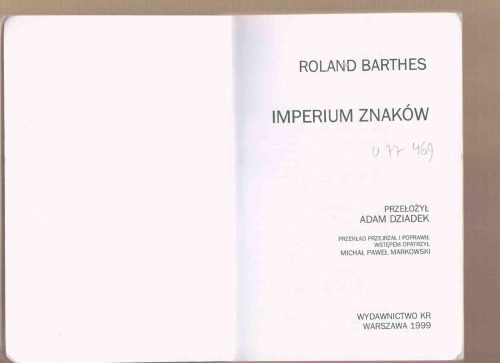 ROLAND BARTHES
IMPERIUM ZNAKÓW
U 77 469
PRZEŁOŻYŁ
ADAM DZIADEK
PRZEKŁAD PRZEJRZAŁ I POPRAWIŁ
WSTĘPEM OPATRZYŁ
MICHAŁ PAWEŁ MARKOWSKI
WYDAWNICTWO KR
WARSZAWA 1999